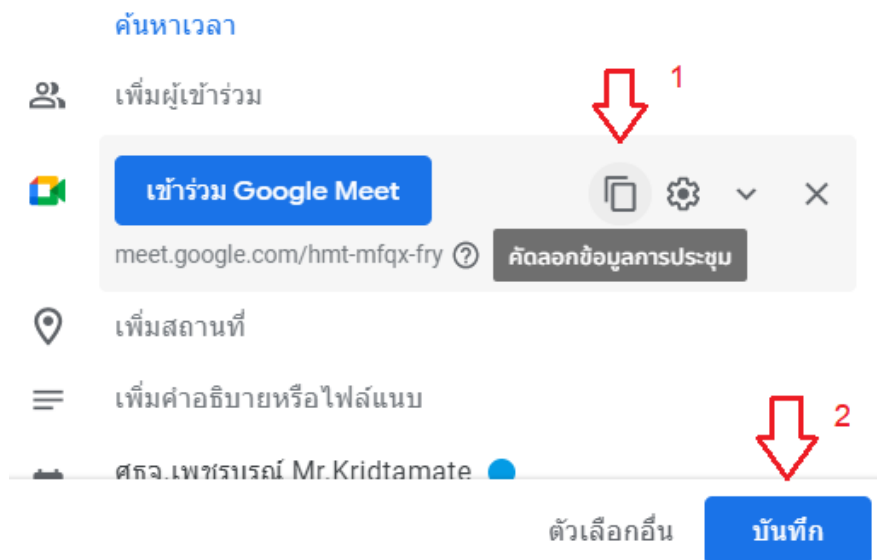 ค้นหาเวลา
เพิ่มผู้เข้าร่วม
1
เข้าร่วม Google Meet
meet.google.com/hmt-mfqx-fry
คัดลอกข้อมูลการประชุม
เพิ่มสถานที่
เพิ่มคำอธิบายหรือไฟล์แนบ
2
ศธจ.เพชรบูรณ์ Mr.Kridtamate
ตัวเลือกอื่น
บันทึก